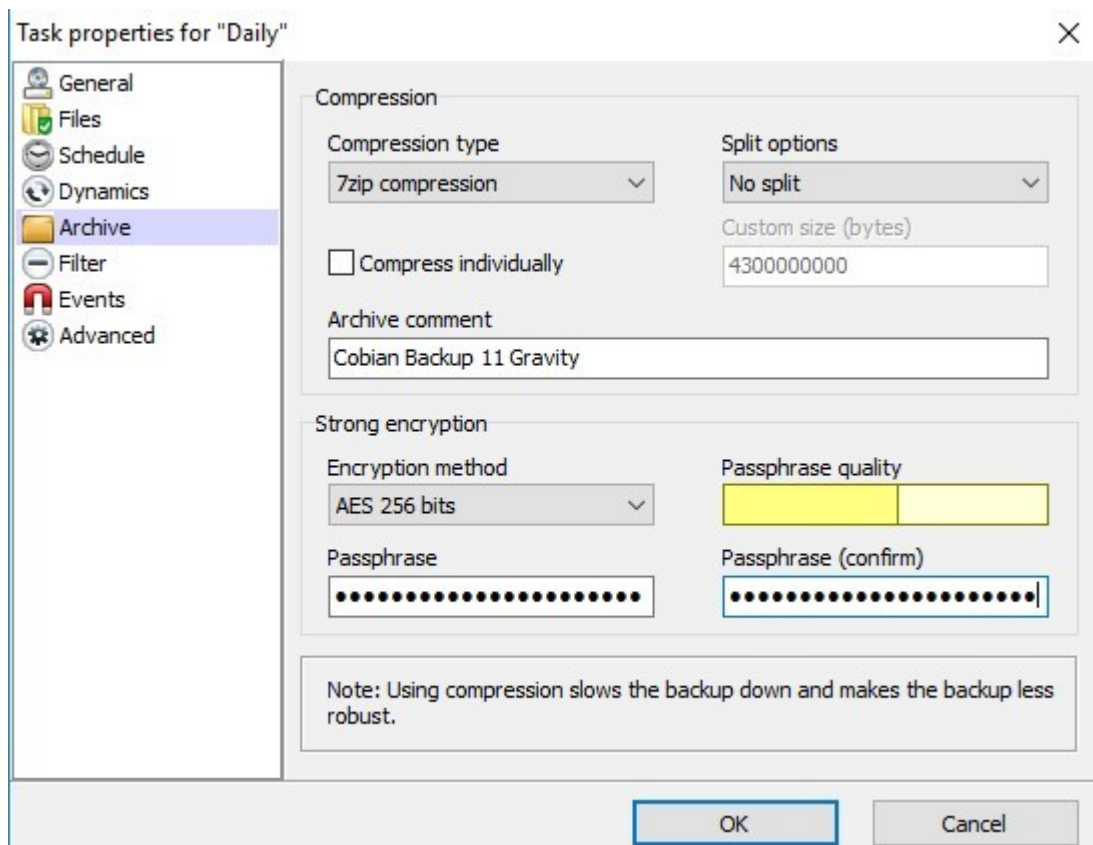 Task properties for "Daily"
General
Files
Schedule
Dynamics
Archive
Filter
Events
Advanced
Compression
Compression type
Split options
7zip compression
No split
Custom size (bytes)
Compress individually
4300000000
Archive comment
Cobian Backup 11 Gravity
Strong encryption
Encryption method
Passphrase quality
AES 256 bits
Passphrase
Passphrase (confirm)
••••••••••••••••••••••
••••••••••••••••••••••
Note: Using compression slows the backup down and makes the backup less
robust.
OK
Cancel